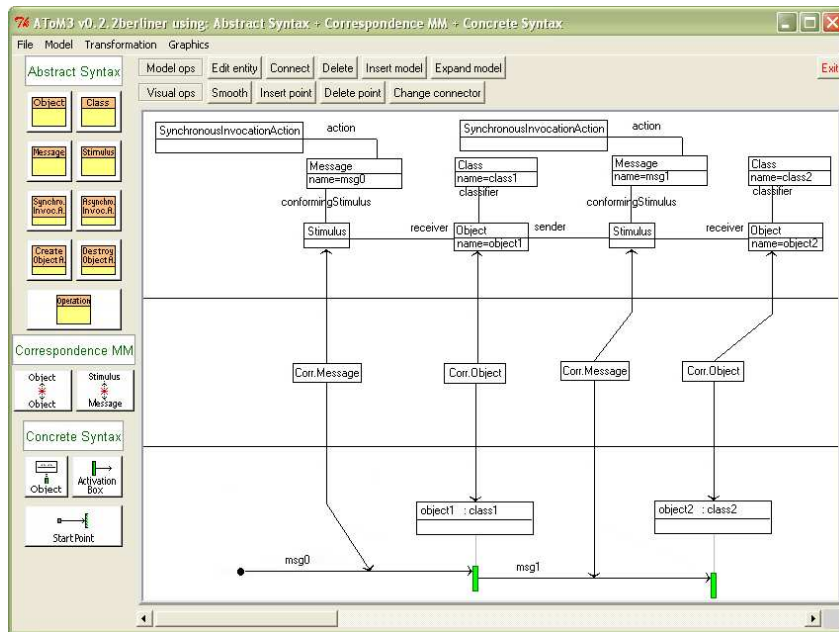 AToM3 v0.2.2berliner using: Abstract Syntax + Correspondence MM + Concrete Syntax
File Model Transformation Graphics
Abstract Syntax
Model ops Edit entity Connect Delete Insert model Expand model Exit
Visual ops Smooth Insert point Delete point Change connector
Object Class
Message Stimulus
Synchro. Asynchro.
Invoc.A. Invoc.A.
Create Destroy
Object A. Object A.
Operation
Correspondence MM
Object Stimulus
Object Message
Concrete Syntax
Object Activation
Box
Start Point
SynchronousInvocationAction action SynchronousInvocationAction action
Message Class Message Class
name=msg0 name=class1 name=msg1 name=class2
classifier classifier
conformingStimulus conformingStimulus
Stimulus receiver Object sender Stimulus receiver Object
name=object1 name=object2
Corr.Message Corr.Object Corr.Message Corr.Object
object1 : class1 object2 : class2
msg0 msg1